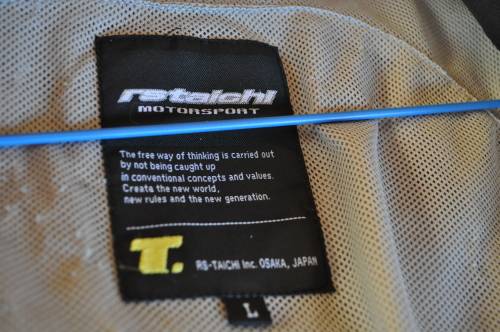 rstaichi
MOTORSPORT
The free way of thinking is carried out
by not being caught up
in conventional concepts and values.
Create the new world,
new rules and the new generation.
T.
RS-TAICHI Inc. OSAKA, JAPAN
L